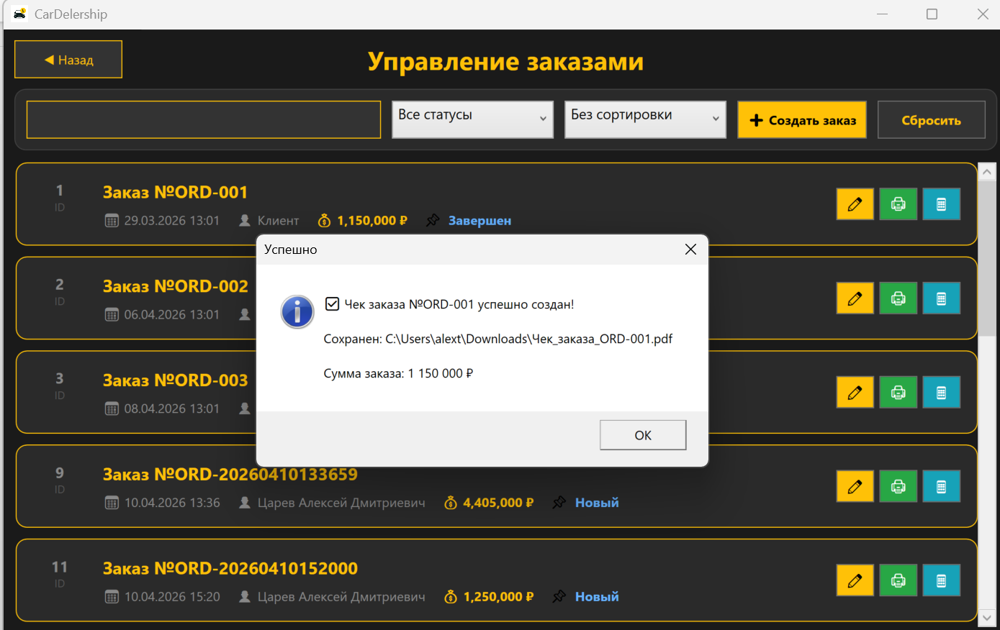 CarDelership
Назад
Управление заказами
Все статусы
Без сортировки
Создать заказ
Сбросить
1
ID
Заказ №ORD-001
29.03.2026 13:01
Клиент
1,150,000 ₽
Завершен
2
ID
Заказ №ORD-002
06.04.2026 13:01
3
ID
Заказ №ORD-003
08.04.2026 13:01
Успешно
Чек заказа №ORD-001 успешно создан!
Сохранен: C:\Users\alext\Downloads\Чек_заказа_ORD-001.pdf
Сумма заказа: 1 150 000 ₽
ОК
9
ID
Заказ №ORD-20260410133659
10.04.2026 13:36
Царев Алексей Дмитриевич
4,405,000 ₽
Новый
11
ID
Заказ №ORD-20260410152000
10.04.2026 15:20
Царев Алексей Дмитриевич
1,250,000 ₽
Новый